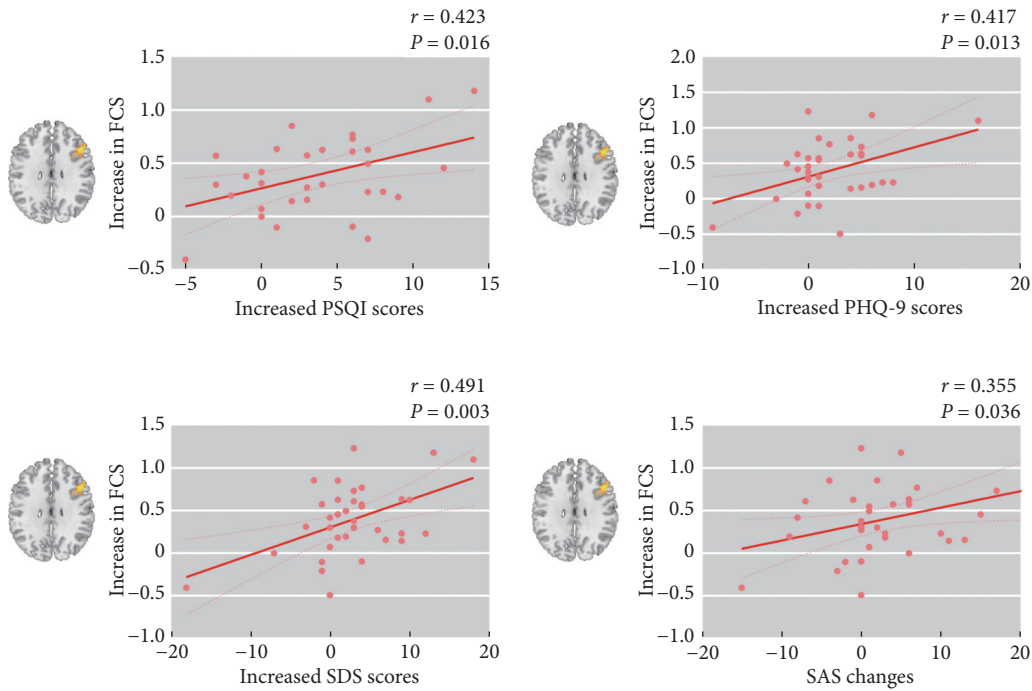 r = 0.423
P = 0.016
1.5
1.0
0.5
0
−0.5
Increase in FCS
−5
0
5
10
15
Increased PSQI scores
r = 0.417
P = 0.013
2.0
1.5
1.0
0.5
0
−0.5
−1.0
Increase in FCS
−10
0
10
20
Increased PHQ-9 scores
r = 0.491
P = 0.003
1.5
1.0
0.5
0
−0.5
−1.0
Increase in FCS
−20
−10
0
10
20
Increased SDS scores
r = 0.355
P = 0.036
1.5
1.0
0.5
0
−0.5
−1.0
Increase in FCS
−20
−10
0
10
20
SAS changes